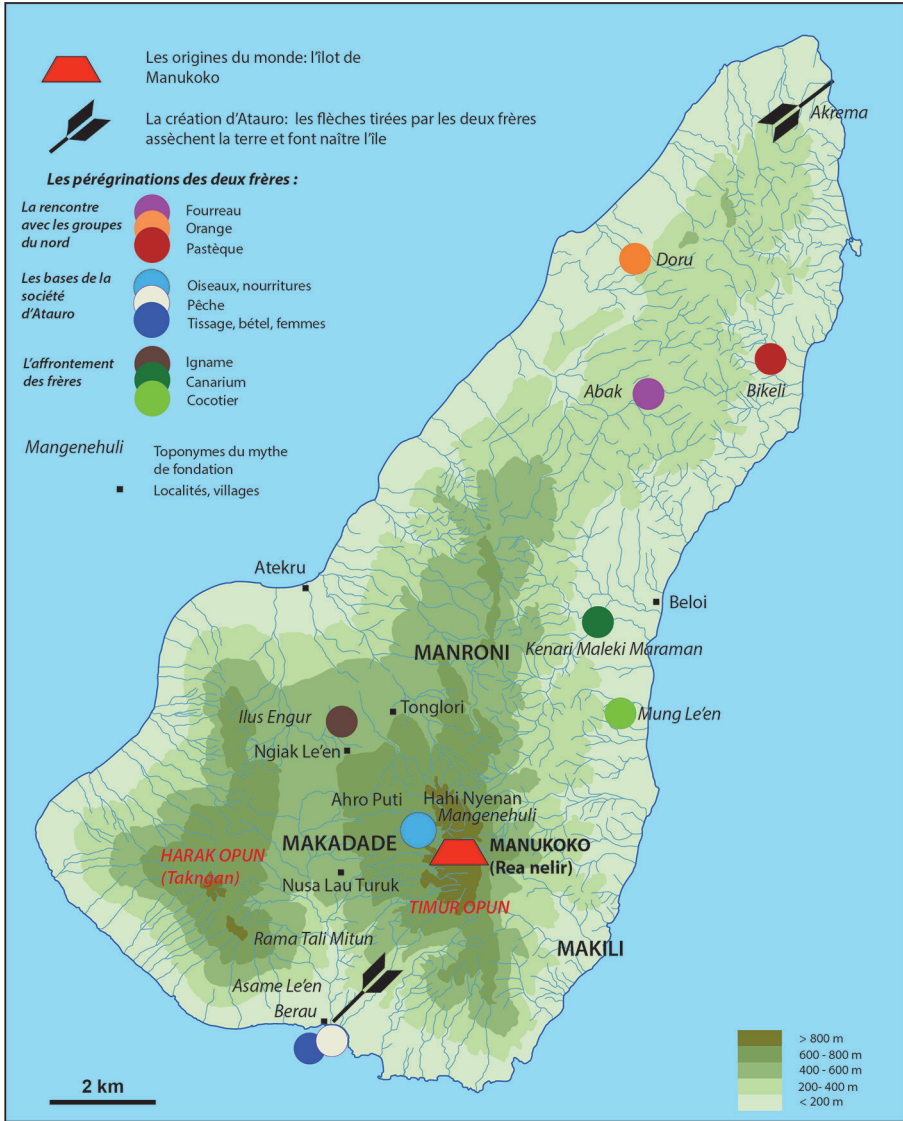 Les origines du monde: l'îlot de
Manukoko
La création d'Atauro: les flèches tirées par les deux frères
assèchent la terre et font naître l'île
Les pérégrinations des deux frères :
La rencontre
avec les groupes
du nord
Fourreau
Orange
Pastèque
Les bases de la
société
d'Atauro
Oiseaux, nourritures
Pêche
Tissage, bétel, femmes
L'affrontement
des frères
Igname
Canarium
Cocotier
Mangenehuli
Toponymes du mythe
de fondation
Localités, villages
Akrema
Doru
Abak
Bikeli
Atekru
Beloi
MANRONI
Kenari Maleki Maraman
Ilus Engur
Tonglori
Mung Le'en
Ngiak Le'en
Ahro Puti
Hahi Nyenan
Mangenehuli
MAKADADE
MANUKOKO
(Rea nelir)
HARAK OPUN
(Takngan)
Nusa Lau Turuk
TIMUR OPUN
Rama Tali Mitun
MAKILI
Asame Le'en
Berau
2 km
> 800 m
600 - 800 m
400 - 600 m
200- 400 m
< 200 m